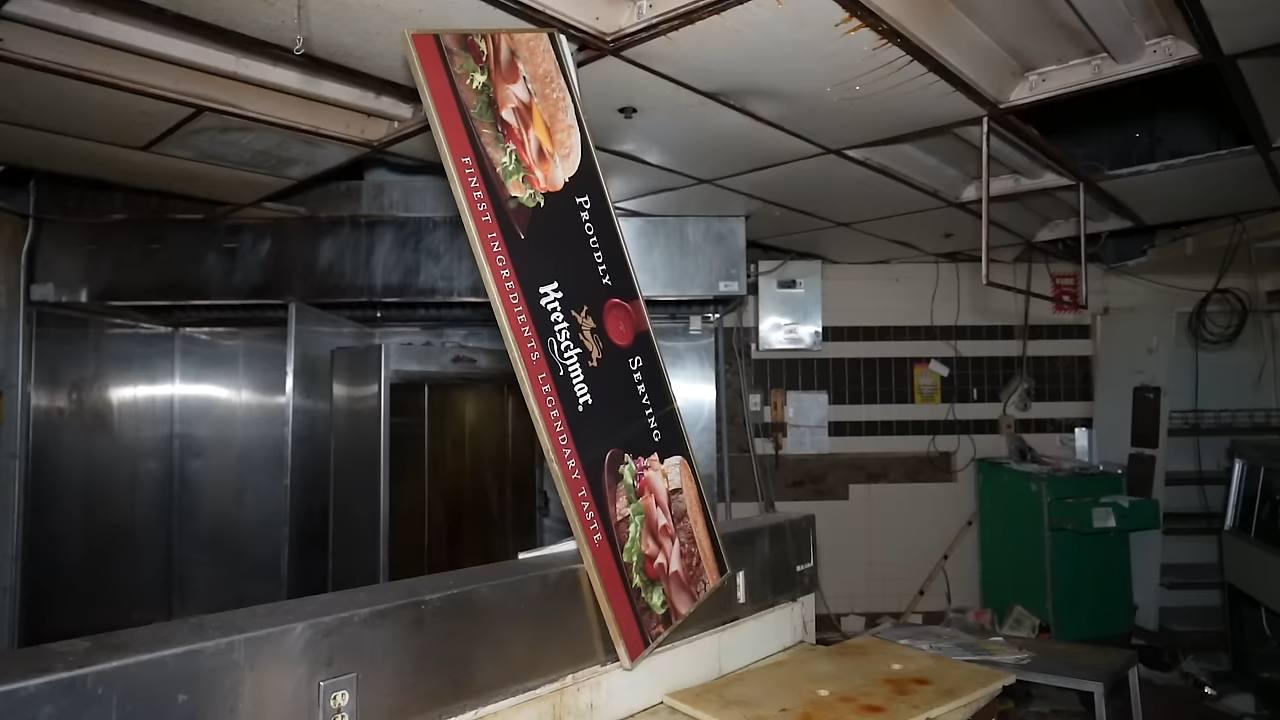 PROUDLY SERVING
Kretschmar.
FINEST INGREDIENTS. LEGENDARY TASTE.